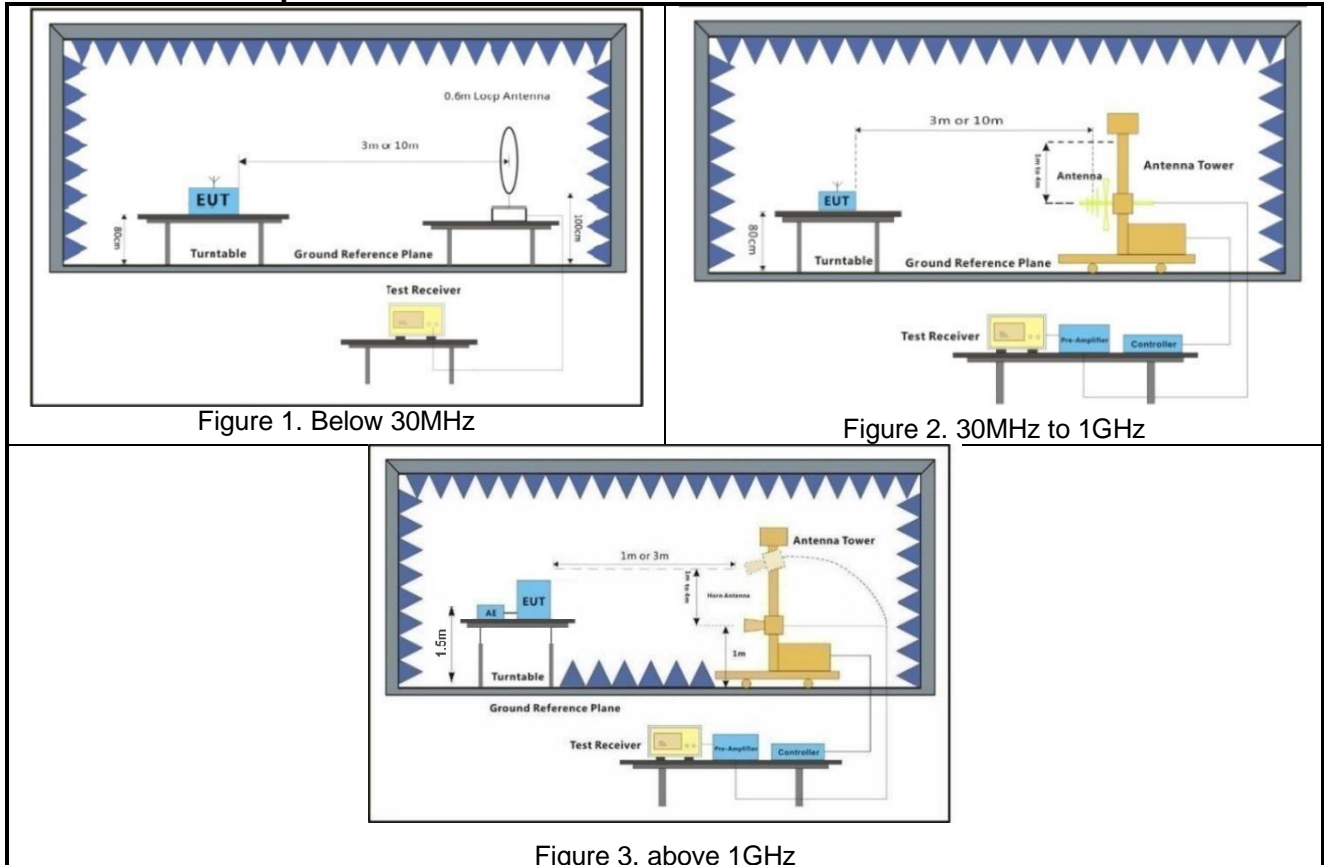 0.6m Loop Antenna
3m or 10m
EUT
80cm
100cm
Turntable
Ground Reference Plane
Test Receiver
Figure 1. Below 30MHz
3m or 10m
1m to 4m
Antenna Tower
Antenna
EUT
80cm
Turntable
Ground Reference Plane
Test Receiver
Pre-Amplifier
Controller
Figure 2. 30MHz to 1GHz
Antenna Tower
1m or 3m
1m to 4m
Horn Antenna
EUT
AE
1.5m
1m
Turntable
Ground Reference Plane
Test Receiver
Pre-Amplifier
Controller
Figure 3. above 1GHz